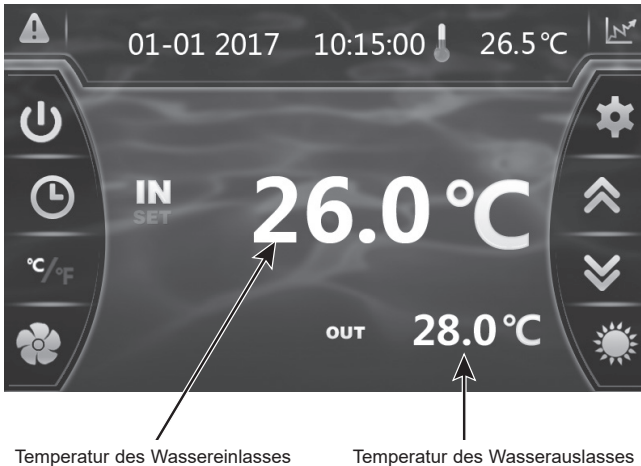 01-01 2017 10:15:00 26.5°C
IN
SET
26.0°C
°C/°F
OUT 28.0°C
Temperatur des Wassereinlasses
Temperatur des Wasserauslasses